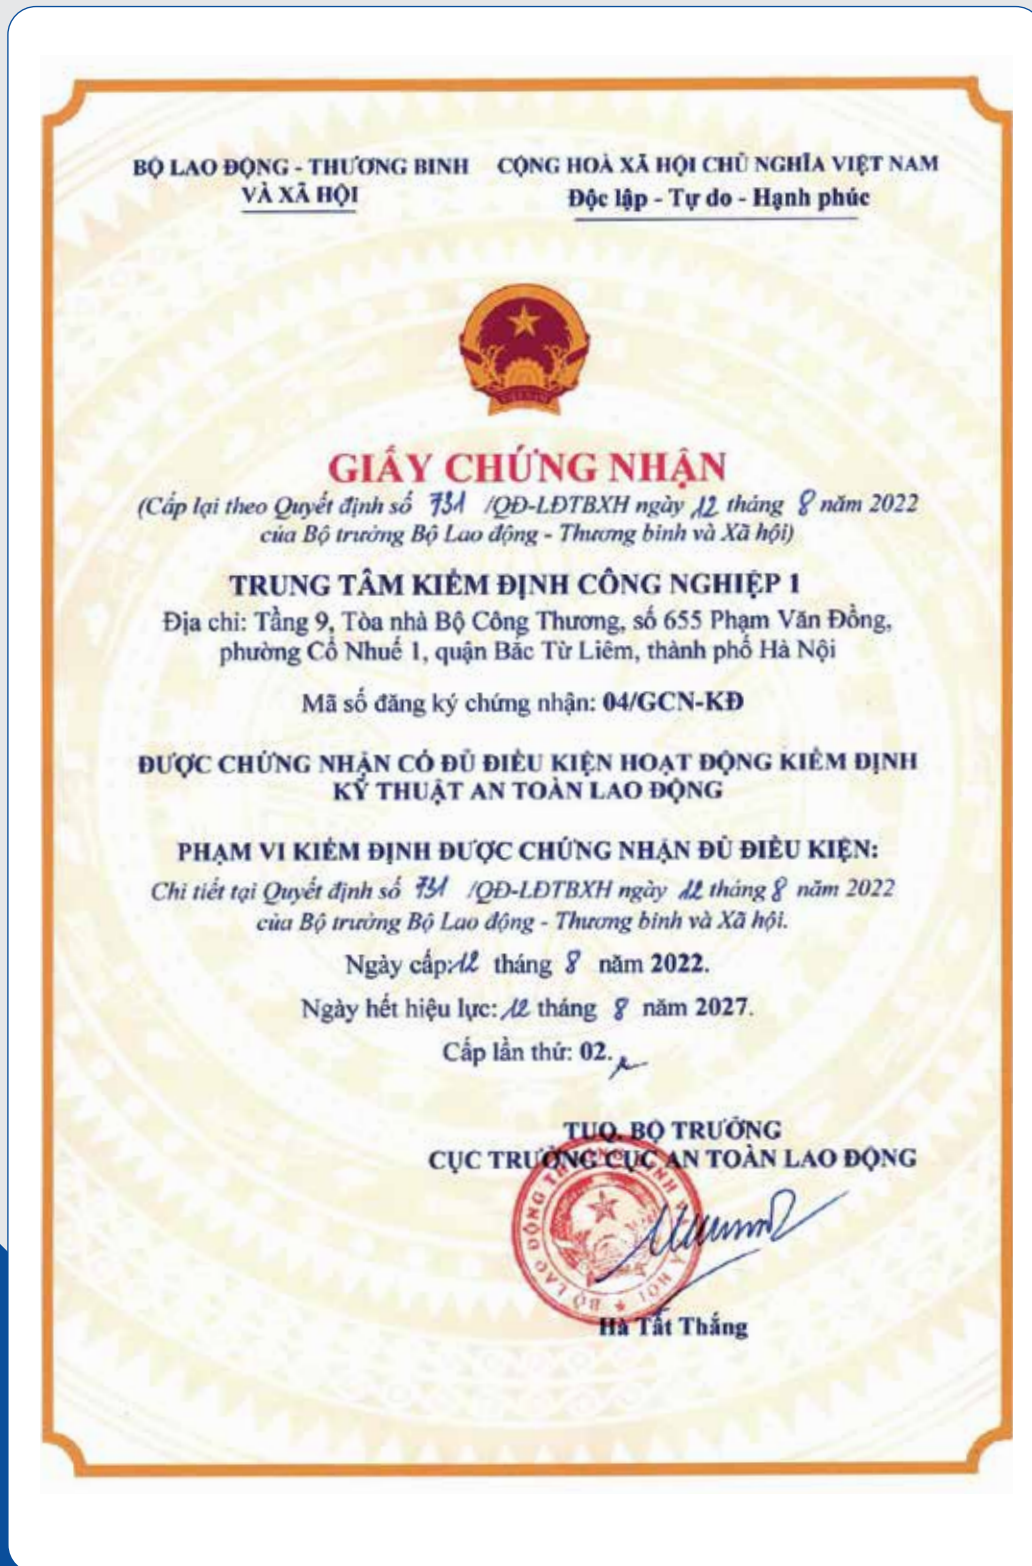 BỘ LAO ĐỘNG - THƯƠNG BINH
VÀ XÃ HỘI
CỘNG HOÀ XÃ HỘI CHỦ NGHĨA VIỆT NAM
Độc lập - Tự do - Hạnh phúc
GIẤY CHỨNG NHẬN
(Cấp lại theo Quyết định số 731 /QĐ-LĐTBXH ngày 12 tháng 8 năm 2022
của Bộ trưởng Bộ Lao động - Thương binh và Xã hội)
TRUNG TÂM KIỂM ĐỊNH CÔNG NGHIỆP 1
Địa chỉ: Tầng 9, Tòa nhà Bộ Công Thương, số 655 Phạm Văn Đồng,
phường Cổ Nhuế 1, quận Bắc Từ Liêm, thành phố Hà Nội
Mã số đăng ký chứng nhận: 04/GCN-KĐ
ĐƯỢC CHỨNG NHẬN CÓ ĐỦ ĐIỀU KIỆN HOẠT ĐỘNG KIỂM ĐỊNH
KỸ THUẬT AN TOÀN LAO ĐỘNG
PHẠM VI KIỂM ĐỊNH ĐƯỢC CHỨNG NHẬN ĐỦ ĐIỀU KIỆN:
Chi tiết tại Quyết định số 731 /QĐ-LĐTBXH ngày 12 tháng 8 năm 2022
của Bộ trưởng Bộ Lao động - Thương binh và Xã hội.
Ngày cấp: 12 tháng 8 năm 2022.
Ngày hết hiệu lực: 12 tháng 8 năm 2027.
Cấp lần thứ: 02.
TUQ. BỘ TRƯỞNG
CỤC TRƯỞNG CỤC AN TOÀN LAO ĐỘNG
BỘ LAO ĐỘNG THƯƠNG BINH VÀ XÃ HỘI
Hà Tất Thắng